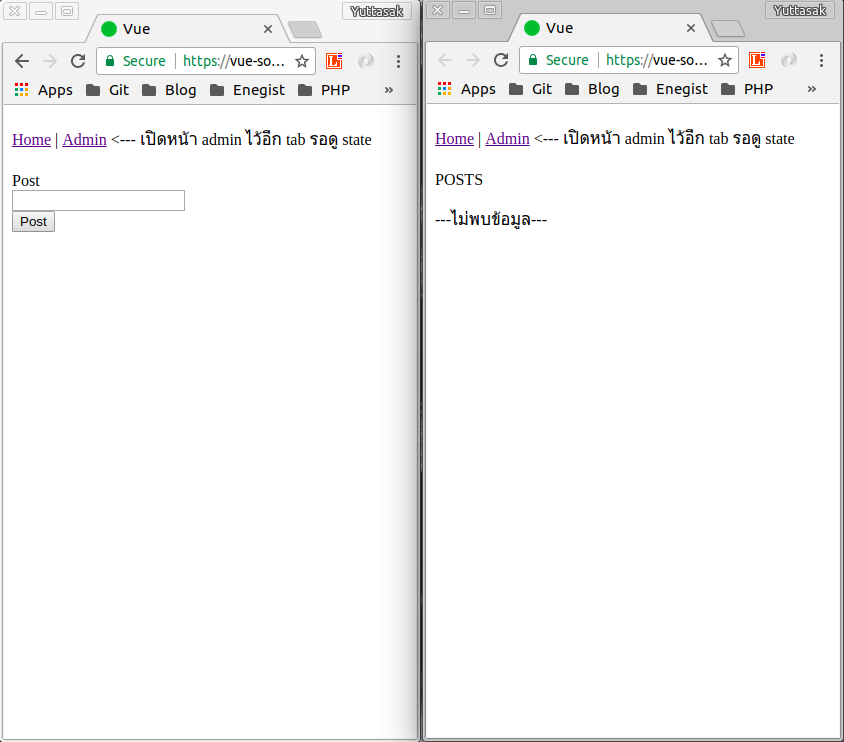 Yuttasak
Vue
Secure
https://vue-so...
Apps Git Blog Enegist PHP »
Home | Admin <--- เปิดหน้า admin ไว้อีก tab รอดู state
Post
Post
Yuttasak
Vue
Secure
https://vue-so...
Apps Git Blog Enegist PHP »
Home | Admin <--- เปิดหน้า admin ไว้อีก tab รอดู state
POSTS
---ไม่พบข้อมูล---